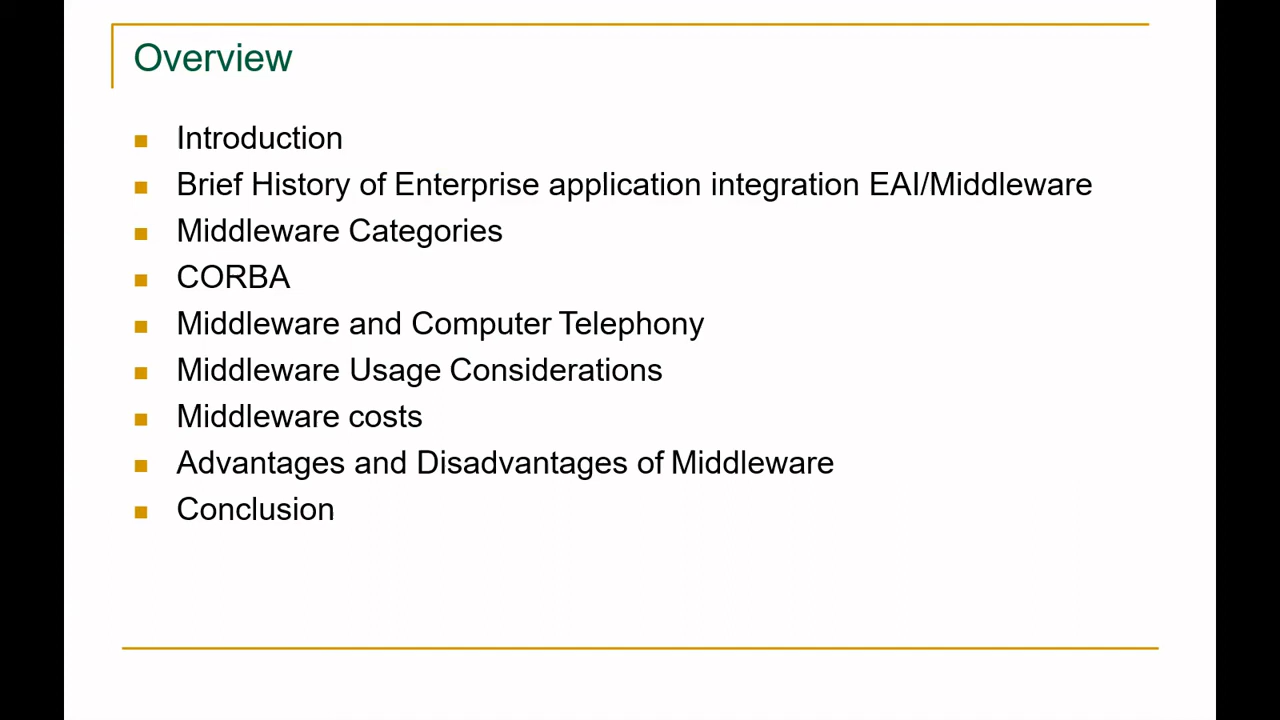 Overview
Introduction
Brief History of Enterprise application integration EAI/Middleware
Middleware Categories
CORBA
Middleware and Computer Telephony
Middleware Usage Considerations
Middleware costs
Advantages and Disadvantages of Middleware
Conclusion